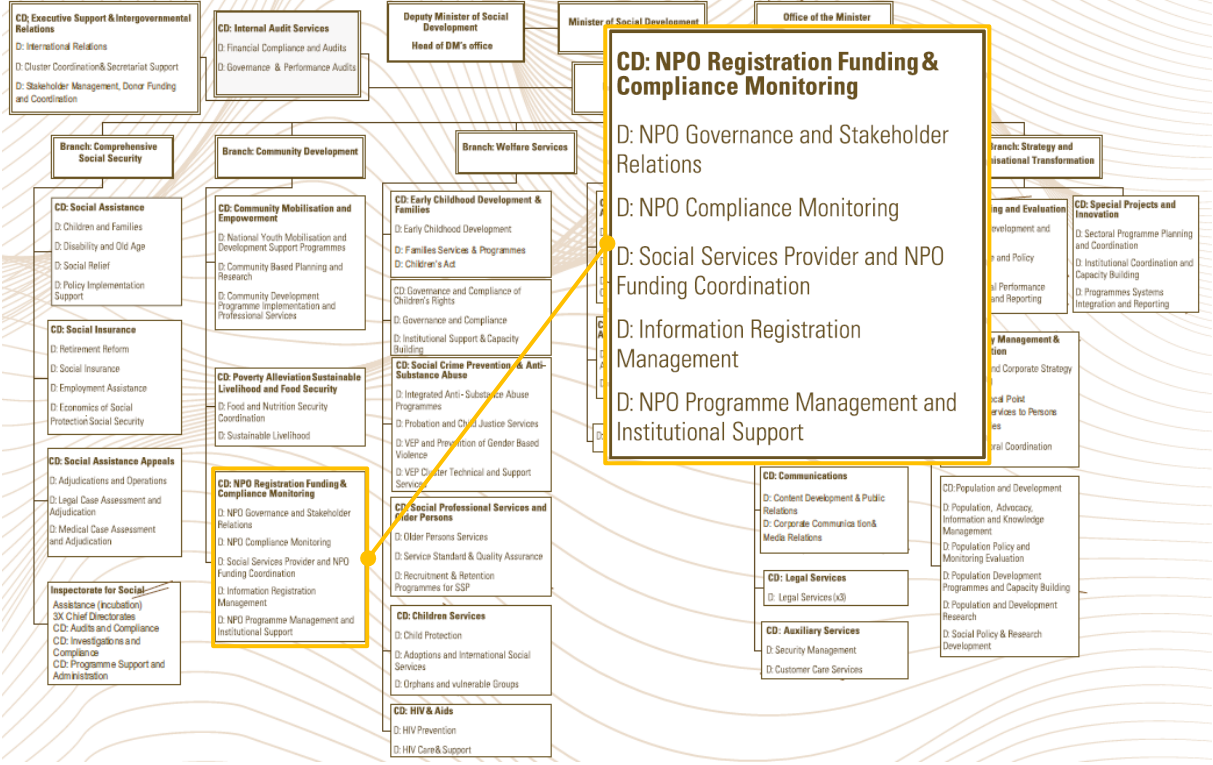 CD; Executive Support & Intergovernmental
Relations
D: International Relations
D: Cluster Coordination& Secretariat Support
D: Stakeholder Management, Donor Funding
and Coordination
CD: Internal Audit Services
D: Financial Compliance and Audits
D: Governance & Performance Audits
Deputy Minister of Social
Development
Head of DM's office
Minister of Social Development
Office of the Minister
CD: NPO Registration Funding &
Compliance Monitoring
D: NPO Governance and Stakeholder
Relations
D: NPO Compliance Monitoring
D: Social Services Provider and NPO
Funding Coordination
D: Information Registration
Management
D: NPO Programme Management and
Institutional Support
Branch: Comprehensive
Social Security
CD: Social Assistance
D: Children and Families
D: Disability and Old Age
D: Social Relief
D: Policy Implementation
Support
CD: Social Insurance
D: Retirement Reform
D: Social Insurance
D: Employment Assistance
D: Economics of Social
Protection Social Security
CD: Social Assistance Appeals
D: Adjudications and Operations
D: Legal Case Assessment and
Adjudication
D: Medical Case Assessment
and Adjudication
Inspectorate for Social
Assistance (incubation)
3X Chief Directorates
CD: Audits and Compliance
CD: Investigations and
Compliance
CD: Programme Support and
Administration
Branch: Community Development
CD: Community Mobilisation and
Empowerment
D: National Youth Mobilisation and
Development Support Programmes
D: Community Based Planning and
Research
D: Community Development
Programme Implementation and
Professional Services
CD: Poverty Alleviation Sustainable
Livelihood and Food Security
D: Food and Nutrition Security
Coordination
D: Sustainable Livelihood
CD: NPO Registration Funding &
Compliance Monitoring
D: NPO Governance and Stakeholder
Relations
D: NPO Compliance Monitoring
D: Social Services Provider and NPO
Funding Coordination
D: Information Registration
Management
D: NPO Programme Management and
Institutional Support
Branch: Welfare Services
CD: Early Childhood Development &
Families
D: Early Childhood Development
D: Families Services & Programmes
D: Children's Act
CD: Governance and Compliance of
Children's Rights
D: Governance and Compliance
D: Institutional Support & Capacity
Building
CD: Social Crime Prevention & Anti-
Substance Abuse
D: Integrated Anti - Substance Abuse
Programmes
D: Probation and Child Justice Services
D: VEP and Prevention of Gender Based
Violence
D: VEP Cluster Technical and Support
Services
CD: Social Professional Services and
Older Persons
D: Older Persons Services
D: Service Standard & Quality Assurance
D: Recruitment & Retention
Programmes for SSP
CD: Children Services
D: Child Protection
D: Adoptions and International Social
Services
D: Orphans and vulnerable Groups
CD: HIV & Aids
D: HIV Prevention
D: HIV Care& Support
CD: Communications
D: Content Development & Public
Relations
D: Corporate Communication&
Media Relations
CD: Legal Services
D: Legal Services (x3)
CD: Auxiliary Services
D: Security Management
D: Customer Care Services
Strategy and
Transformation
and Evaluation
and
and Policy
Performance
and Reporting
Management &
and Corporate Strategy
Point
to Persons
Coordination
CD: Population and Development
D: Population, Advocacy,
Information and Knowledge
Management
D: Population Policy and
Monitoring Evaluation
D: Population Development
Programmes and Capacity Building
D: Population and Development
Research
D: Social Policy & Research
Development
CD: Special Projects and
Innovation
D: Sectoral Programme Planning
and Coordination
D: Institutional Coordination and
Capacity Building
D: Programmes Systems
Integration and Reporting